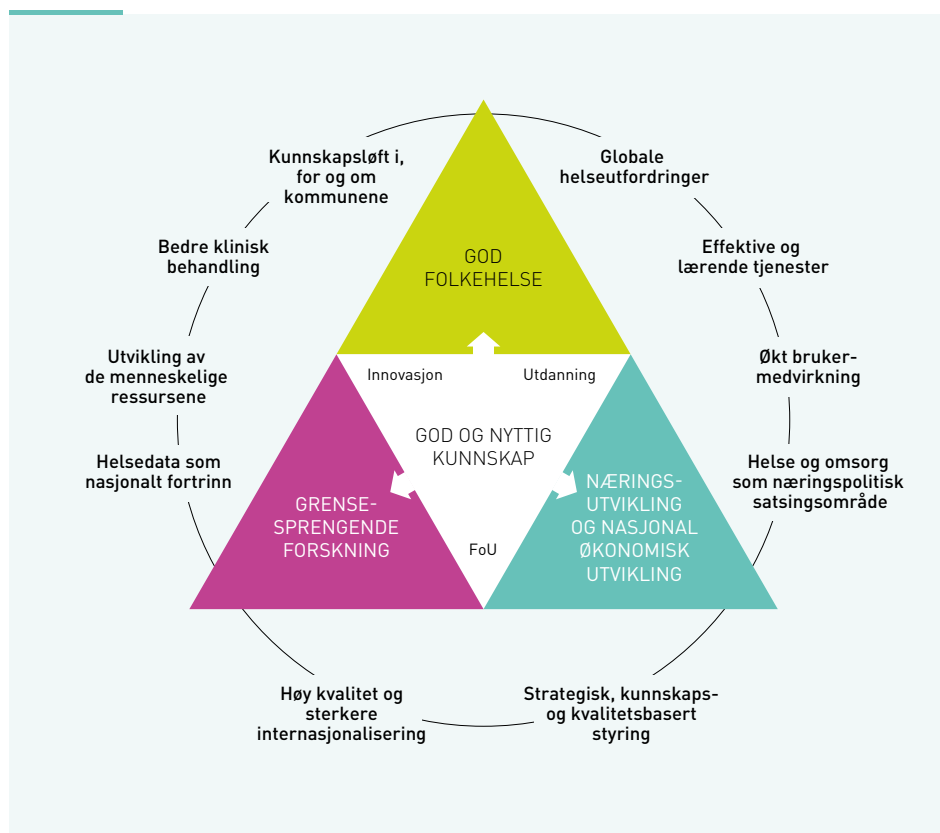 Kunnskapsløft i,
for og om
kommunene
Globale
helseutfordringer
Bedre klinisk
behandling
Effektive og
lærende tjenester
GOD
FOLKEHELSE
Utvikling av
de menneskelige
ressursene
Innovasjon
Utdanning
Økt bruker-
medvirkning
GOD OG NYTTIG
KUNNSKAP
Helsedata som
nasjonalt fortrinn
Helse og omsorg
som næringspolitisk
satsingsområde
GRENSE-
SPRENGENDE
FORSKNING
FoU
NÆRINGS-
UTVIKLING
OG NASJONAL
ØKONOMISK
UTVIKLING
Høy kvalitet og
sterkere
internasjonalisering
Strategisk, kunnskaps-
og kvalitetsbasert
styring